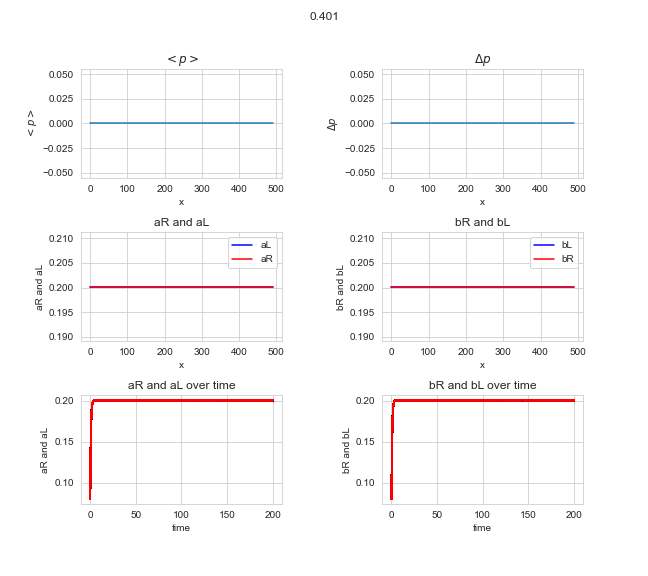 0.401
< p >
Δp
0.050
0.025
0.000
−0.025
−0.050
< p >
0 100 200 300 400 500
x
0.050
0.025
0.000
−0.025
−0.050
Δp
0 100 200 300 400 500
x
aR and aL
bR and bL
0.210
0.205
0.200
0.195
0.190
aR and aL
aL
aR
0 100 200 300 400 500
x
0.210
0.205
0.200
0.195
0.190
bR and bL
bL
bR
0 100 200 300 400 500
x
aR and aL over time
bR and bL over time
0.20
0.15
0.10
aR and aL
0 50 100 150 200
time
0.20
0.15
0.10
bR and bL
0 50 100 150 200
time